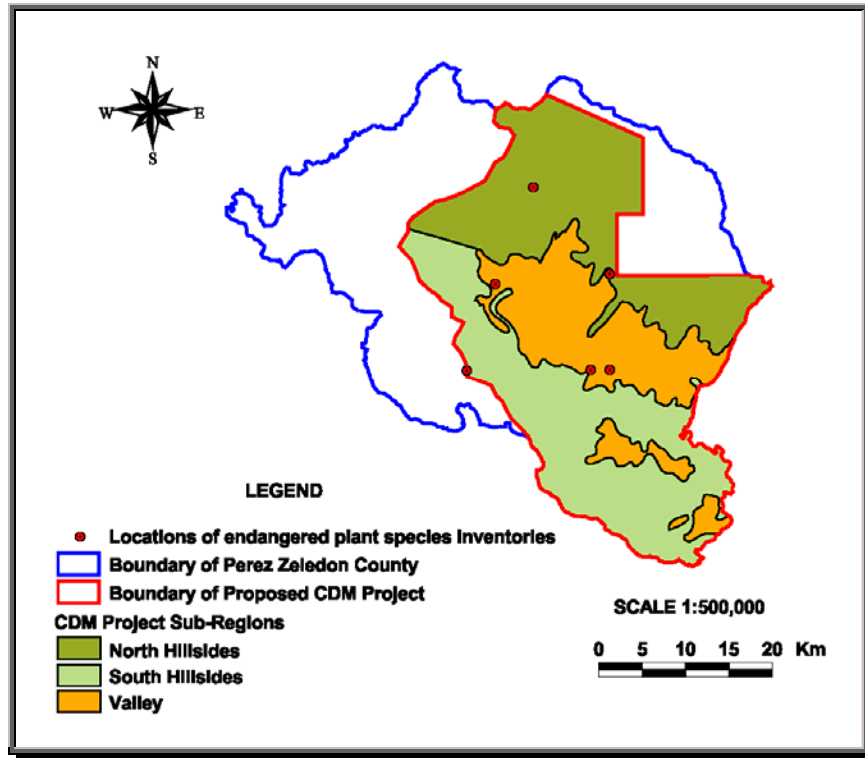 N
W E
S
LEGEND
Locations of endangered plant species Inventories
Boundary of Perez Zeledon County
Boundary of Proposed CDM Project
CDM Project Sub-Regions
North Hillsides
South Hillsides
Valley
SCALE 1:500,000
0 5 10 15 20 Km